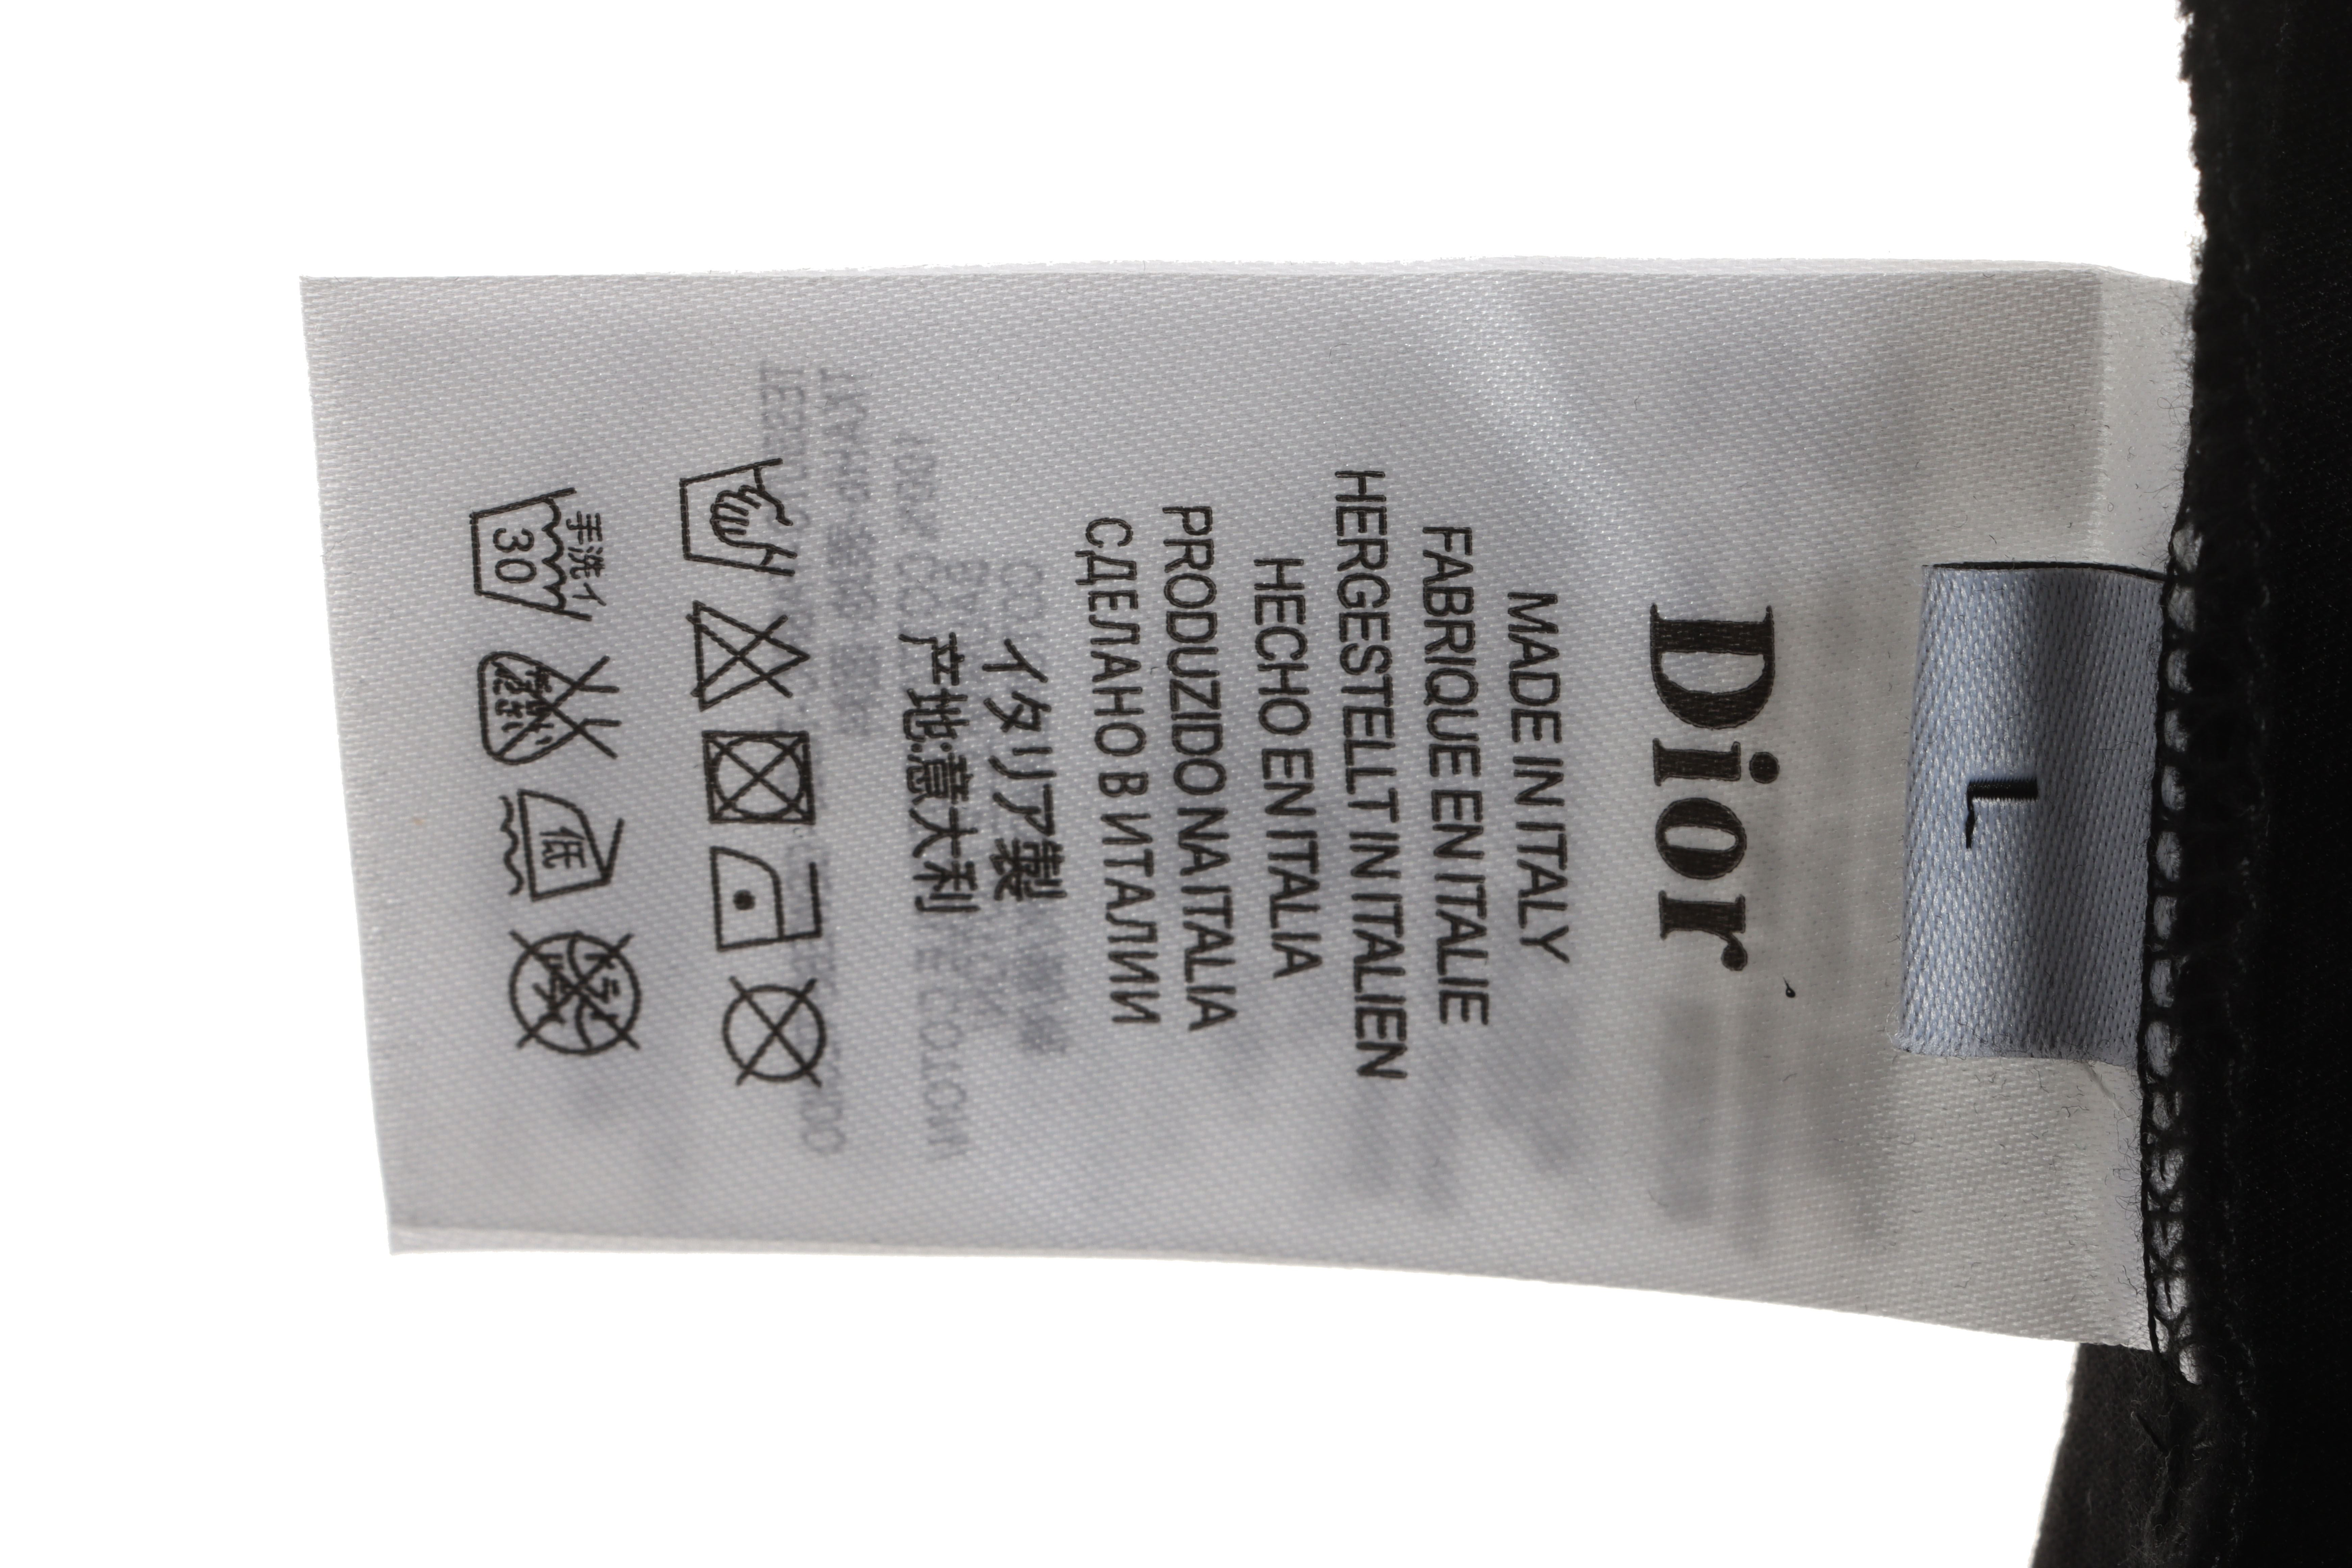 L
Dior
MADE IN ITALY
FABRIQUE EN ITALIE
HERGESTELLT IN ITALIEN
HECHO EN ITALIA
PRODUZIDO NA ITALIA
СДЕЛАНО В ИТАЛИИ
イタリア製
产地:意大利
手洗イ
30
低